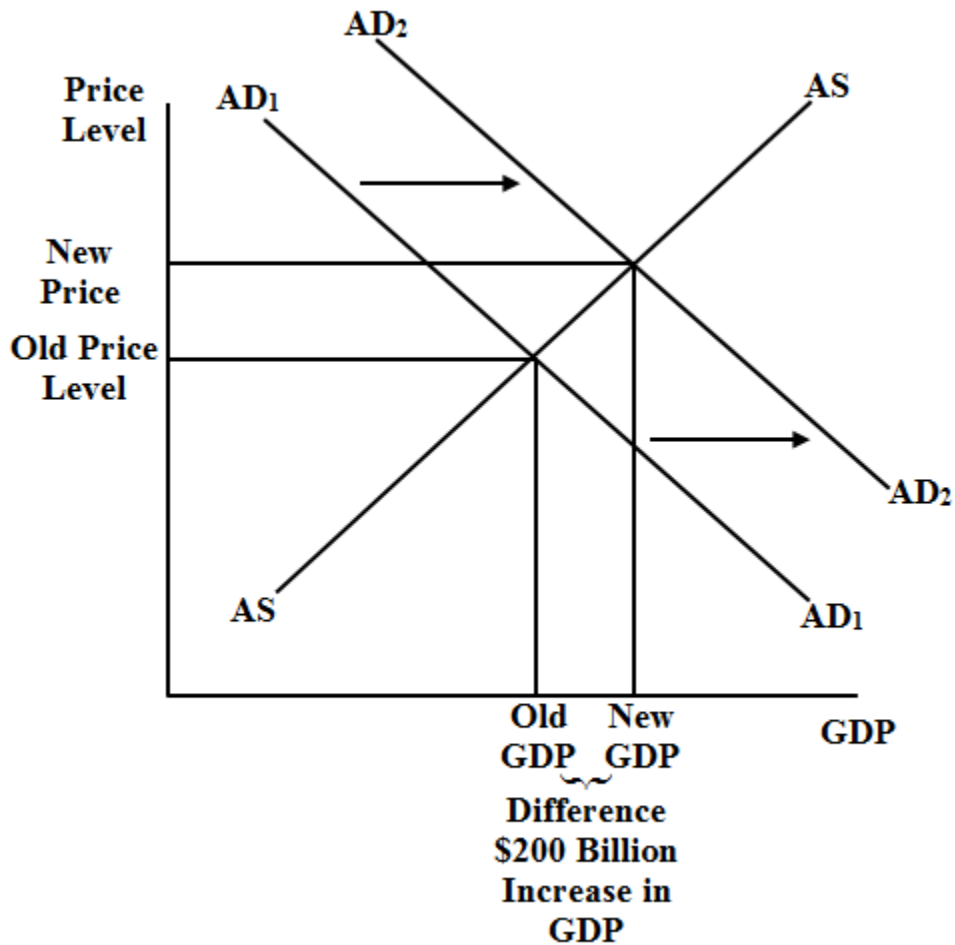 AD₂
AD₁
AS
Price
Level
New
Price
Old Price
Level
AD₂
AS
AD₁
Old
GDP
New
GDP
GDP
Difference
$200 Billion
Increase in
GDP